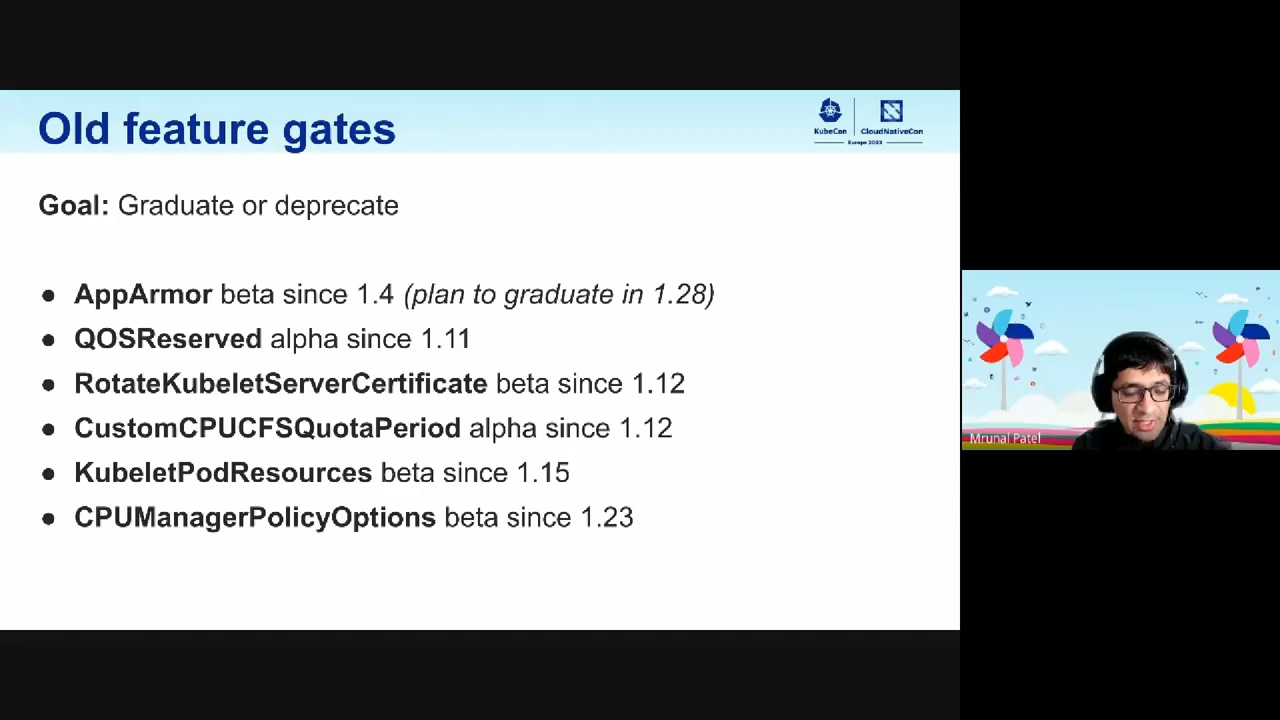 Old feature gates
KubeCon CloudNativeCon
Europe 2023
Goal: Graduate or deprecate
● AppArmor beta since 1.4 (plan to graduate in 1.28)
● QOSReserved alpha since 1.11
● RotateKubeletServerCertificate beta since 1.12
● CustomCPUCFSQuotaPeriod alpha since 1.12
● KubeletPodResources beta since 1.15
● CPUManagerPolicyOptions beta since 1.23
Mrunal Patel